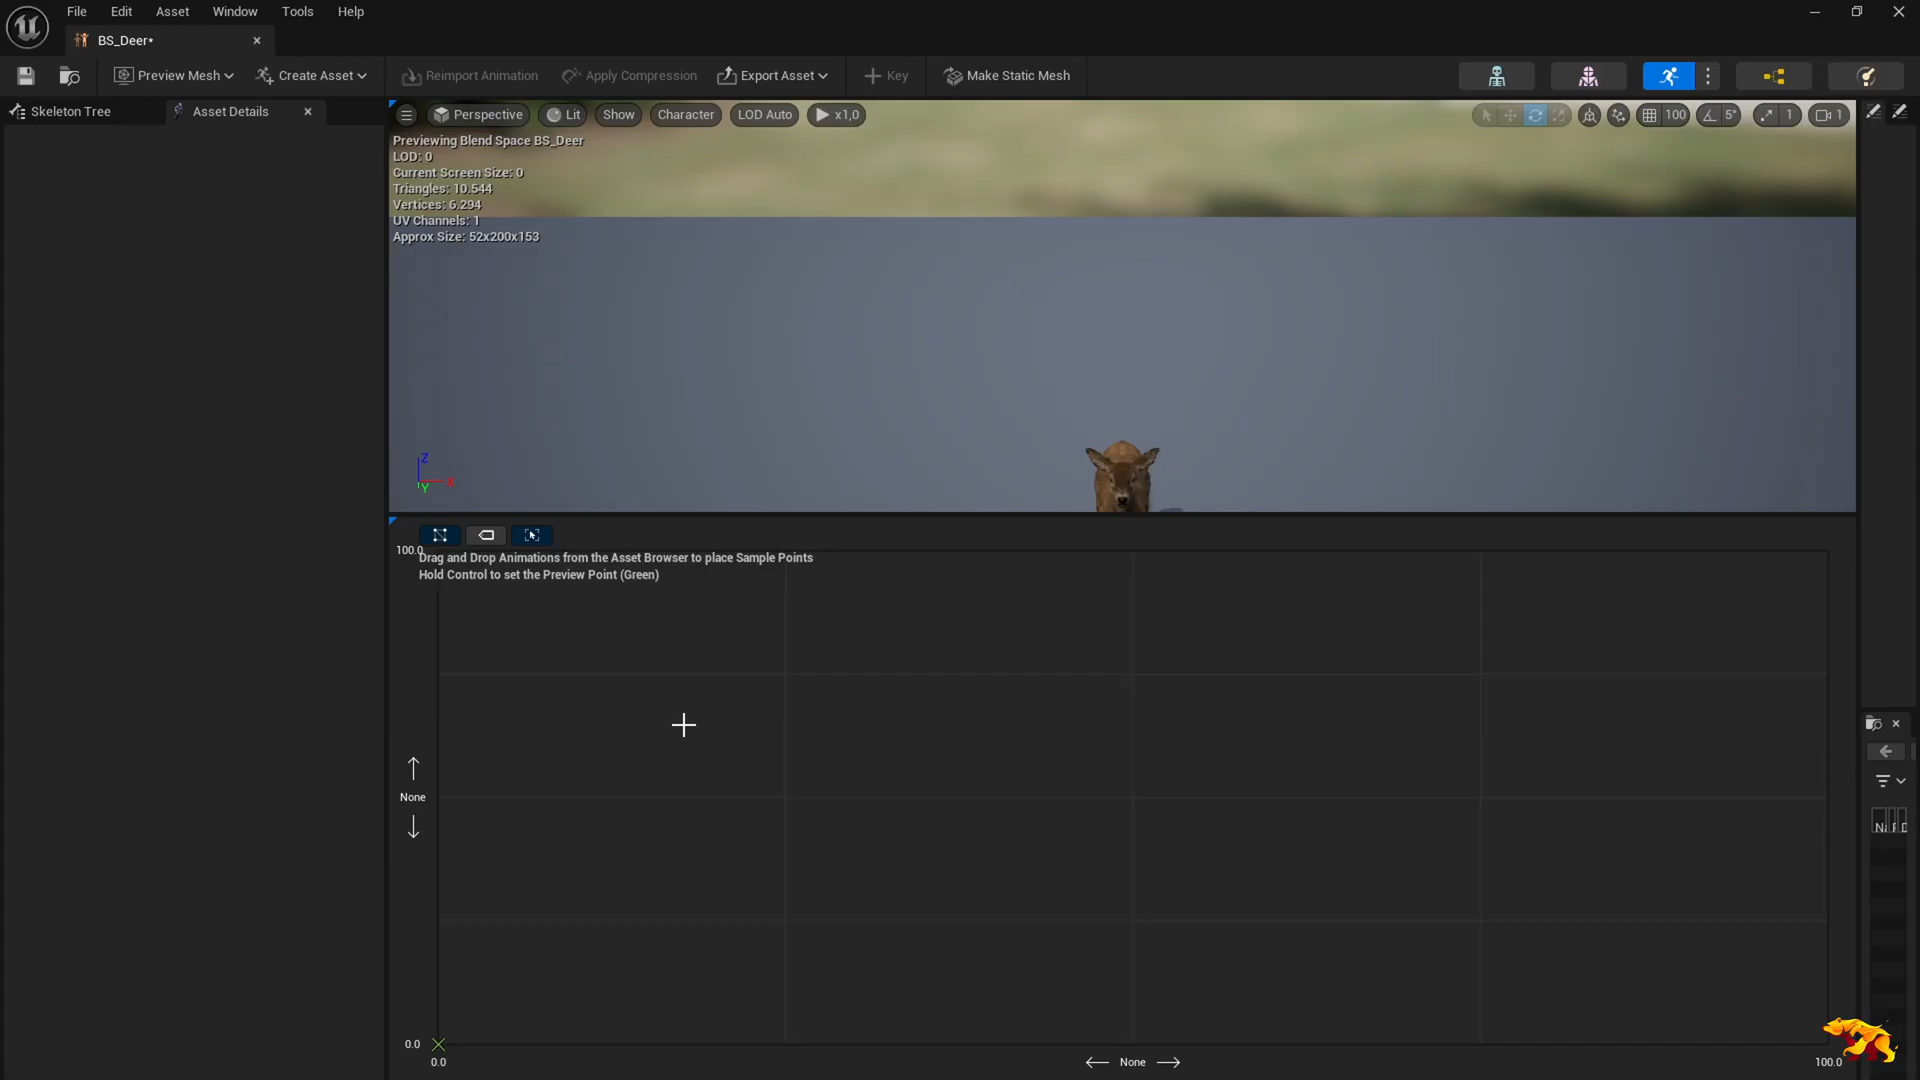 File Edit Asset Window Tools Help
BS_Deer*
Preview Mesh Create Asset Reimport Animation Apply Compression Export Asset Key Make Static Mesh
Skeleton Tree Asset Details
Perspective Lit Show Character LOD Auto x1,0 100 5° 1 1
Previewing Blend Space BS_Deer
LOD: 0
Current Screen Size: 0
Triangles: 10.544
Vertices: 6.294
UV Channels: 1
Approx Size: 52x200x153
Z
X
Y
100.0
Drag and Drop Animations from the Asset Browser to place Sample Points
Hold Control to set the Preview Point (Green)
None
0.0
0.0 None 100.0